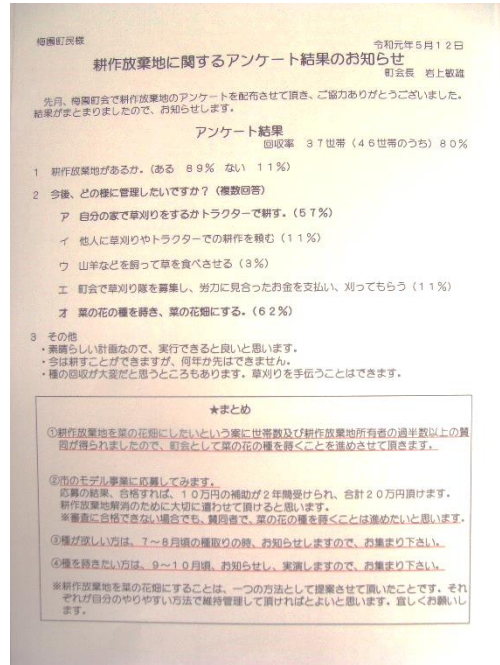 梅園町民様
令和元年5月12日
耕作放棄地に関するアンケート結果のお知らせ
町会長　岩上敏雄
先月、梅園町会で耕作放棄地のアンケートを配布させて頂き、ご協力ありがとうございました。
結果がまとまりましたので、お知らせします。
アンケート結果
回収率　37世帯（46世帯のうち）80％
1　耕作放棄地があるか。（ある　89％　ない　11％）
2　今後、どの様に管理したいですか？（複数回答）
ア　自分の家で草刈りをするかトラクターで耕す。（57％）
イ　他人に草刈りやトラクターでの耕作を頼む（11％）
ウ　山羊などを飼って草を食べさせる（3％）
エ　町会で草刈り隊を募集し、労力に見合ったお金を支払い、刈ってもらう（11％）
オ　菜の花の種を蒔き、菜の花畑にする。（62％）
3　その他
・素晴らしい計画なので、実行できると良いと思います。
・今は耕すことができますが、何年か先はできません。
・種の回収が大変だと思うところもあります。草刈りを手伝うことはできます。
★まとめ
①耕作放棄地を菜の花畑にしたいという案に世帯数及び耕作放棄地所有者の過半数以上の賛
同が得られましたので、町会として菜の花の種を蒔くことを進めさせて頂きます。
②市のモデル事業に応募してみます。
応募の結果、合格すれば、10万円の補助が2年間受けられ、合計20万円頂けます。
耕作放棄地解消のために大切に遣わせて頂けると思います。
※審査に合格できない場合でも、賛同者で、菜の花の種を蒔くことは進めたいと思います。
③種が欲しい方は、7～8月頃の種取りの時、お知らせしますので、お集まり下さい。
④種を蒔きたい方は、9～10月頃、お知らせし、実演しますので、お集まり下さい。
※耕作放棄地を菜の花畑にすることは、一つの方法として提案させて頂いたことです。それ
ぞれが自分のやりやすい方法で維持管理して頂ければとよいと思います。宜しくお願いし
ます。